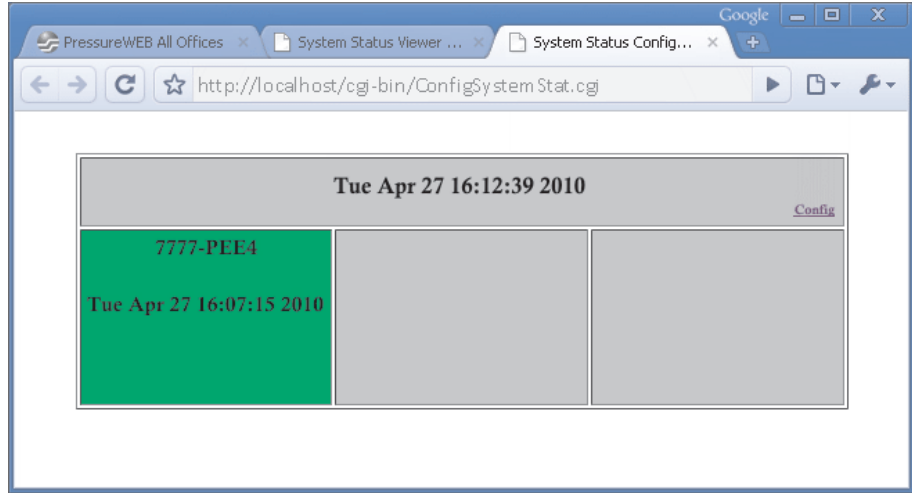 Google
PressureWEB All Offices
System Status Viewer ...
System Status Config...
http://localhost/cgi-bin/ConfigSystemStat.cgi
Tue Apr 27 16:12:39 2010
Config
7777-PEE4
Tue Apr 27 16:07:15 2010